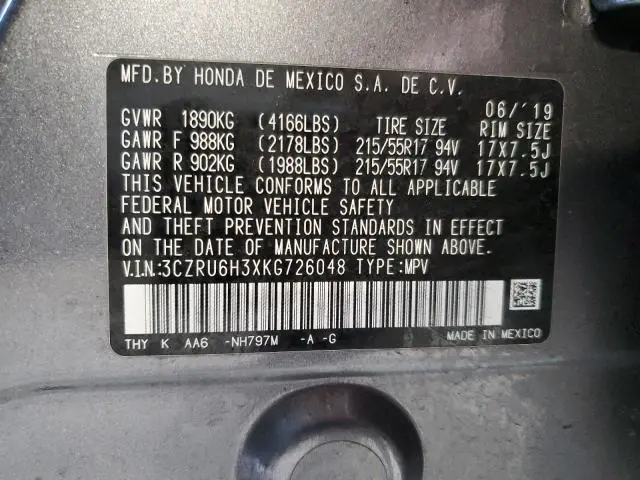 MFD.BY HONDA DE MEXICO S.A. DE C.V.
06/'19
GVWR 1890KG (4166LBS) TIRE SIZE RIM SIZE
GAWR F 988KG (2178LBS) 215/55R17 94V 17X7.5J
GAWR R 902KG (1988LBS) 215/55R17 94V 17X7.5J
THIS VEHICLE CONFORMS TO ALL APPLICABLE
FEDERAL MOTOR VEHICLE SAFETY
AND THEFT PREVENTION STANDARDS IN EFFECT
ON THE DATE OF MANUFACTURE SHOWN ABOVE.
V.I.N:3CZRU6H3XKG726048 TYPE:MPV
THY K AA6 -NH797M -A -G MADE IN MEXICO